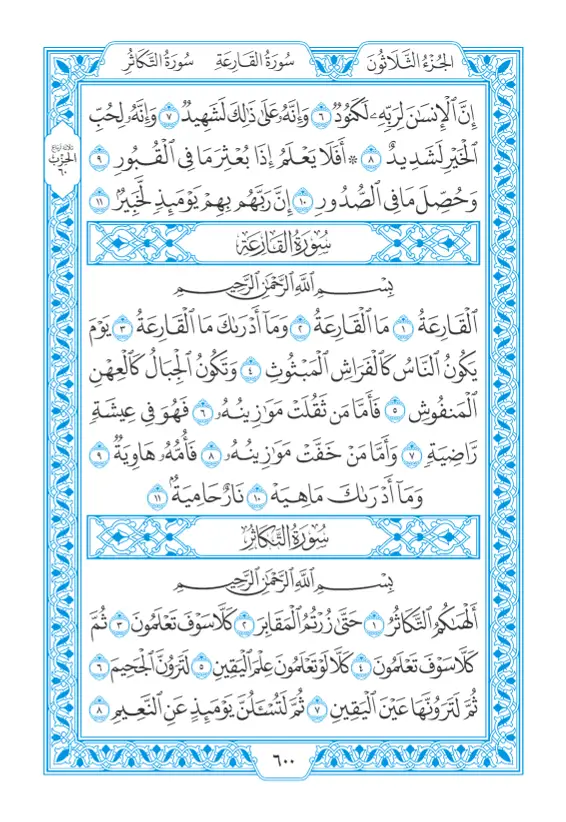 الجُزْءُ الثَّلَاثُونَ سُورَةُ القَارِعَةِ سُورَةُ التَّكَاثُرِ
إِنَّ ٱلْإِنسَٰنَ لِرَبِّهِۦ لَكَنُودٌ ٦ وَإِنَّهُۥ عَلَىٰ ذَٰلِكَ لَشَهِيدٌ ٧ وَإِنَّهُۥ لِحُبِّ
ٱلْخَيْرِ لَشَدِيدٌ ٨ ۞ أَفَلَا يَعْلَمُ إِذَا بُعْثِرَ مَا فِي ٱلْقُبُورِ ٩
ثلاثة أرباع
الحِزْب
٦٠
وَحُصِّلَ مَا فِي ٱلصُّدُورِ ١٠ إِنَّ رَبَّهُم بِهِمْ يَوْمَئِذٍ لَّخَبِيرٌۢ ١١
سُورَةُ القَارِعَةِ
بِسْمِ ٱللَّهِ ٱلرَّحْمَٰنِ ٱلرَّحِيمِ
ٱلْقَارِعَةُ ١ مَا ٱلْقَارِعَةُ ٢ وَمَآ أَدْرَىٰكَ مَا ٱلْقَارِعَةُ ٣ يَوْمَ
يَكُونُ ٱلنَّاسُ كَٱلْفَرَاشِ ٱلْمَبْثُوثِ ٤ وَتَكُونُ ٱلْجِبَالُ كَٱلْعِهْنِ
ٱلْمَنفُوشِ ٥ فَأَمَّا مَن ثَقُلَتْ مَوَٰزِينُهُۥ ٦ فَهُوَ فِي عِيشَةٍ
رَّاضِيَةٍ ٧ وَأَمَّا مَنْ خَفَّتْ مَوَٰزِينُهُۥ ٨ فَأُمُّهُۥ هَاوِيَةٌ ٩
وَمَآ أَدْرَىٰكَ مَا هِيَهْ ١٠ نَارٌ حَامِيَةٌۢ ١١
سُورَةُ التَّكَاثُرِ
بِسْمِ ٱللَّهِ ٱلرَّحْمَٰنِ ٱلرَّحِيمِ
أَلْهَىٰكُمُ ٱلتَّكَاثُرُ ١ حَتَّىٰ زُرْتُمُ ٱلْمَقَابِرَ ٢ كَلَّا سَوْفَ تَعْلَمُونَ ٣ ثُمَّ
كَلَّا سَوْفَ تَعْلَمُونَ ٤ كَلَّا لَوْ تَعْلَمُونَ عِلْمَ ٱلْيَقِينِ ٥ لَتَرَوُنَّ ٱلْجَحِيمَ ٦
ثُمَّ لَتَرَوُنَّهَا عَيْنَ ٱلْيَقِينِ ٧ ثُمَّ لَتُسْـَٔلُنَّ يَوْمَئِذٍ عَنِ ٱلنَّعِيمِ ٨
٦٠٠